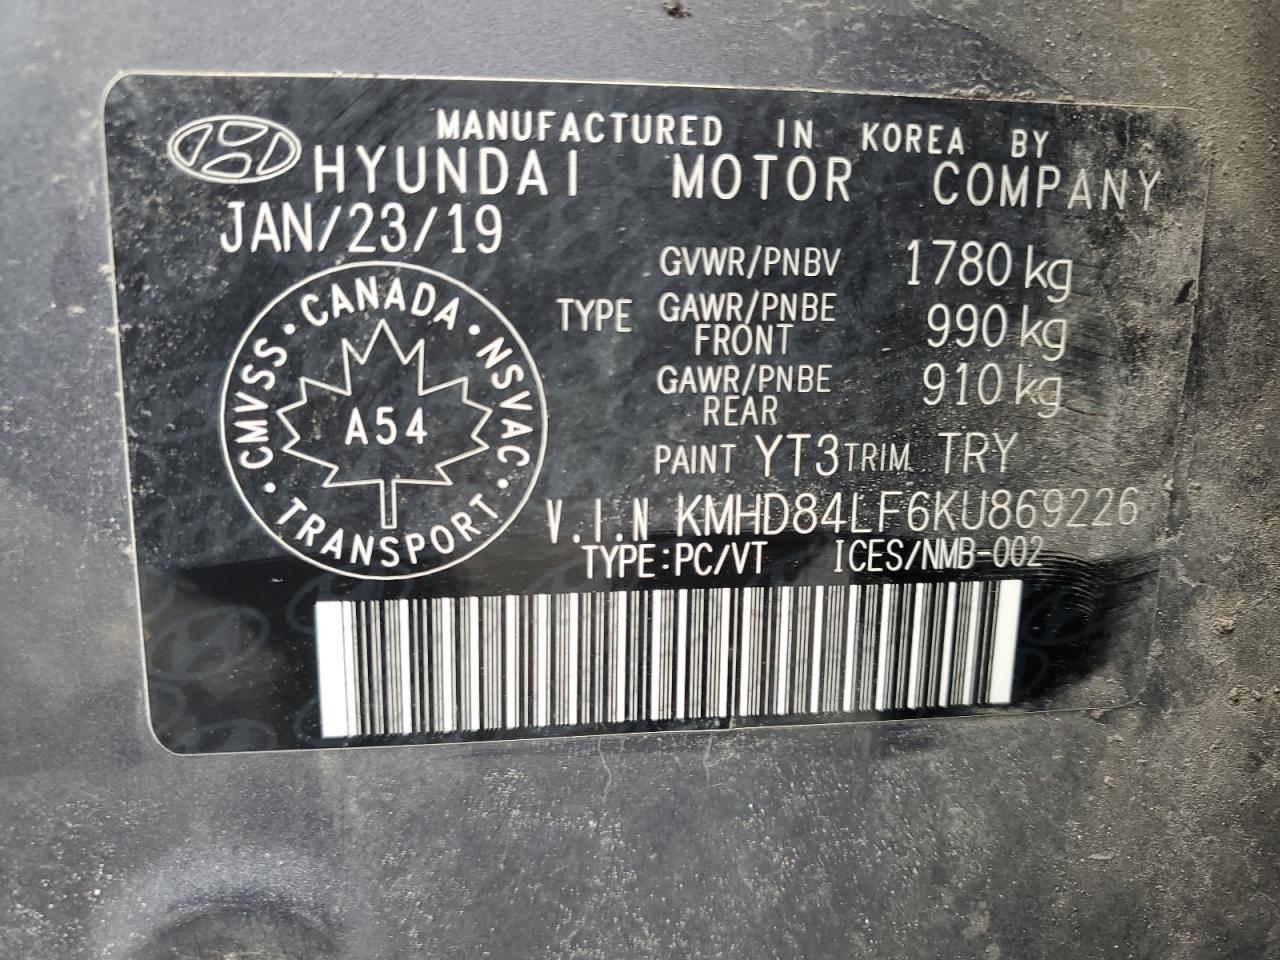 MANUFACTURED IN KOREA BY
HYUNDAI MOTOR COMPANY
JAN/23/19
GVWR/PNBV 1780 kg
TYPE GAWR/PNBE FRONT 990 kg
GAWR/PNBE REAR 910 kg
PAINT YT3 TRIM TRY
V.I.N KMHD84LF6KU869226
TYPE:PC/VT ICES/NMB-002
CMVSS · CANADA · NSVAC · TRANSPORT ·
A54